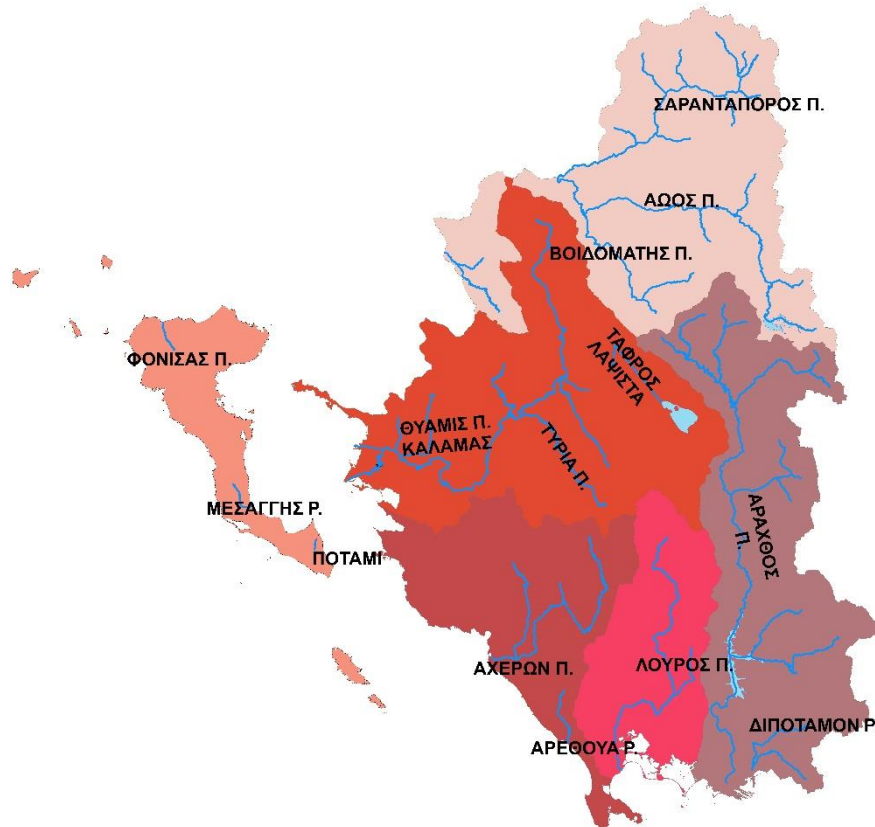 ΣΑΡΑΝΤΑΠΟΡΟΣ Π.
ΑΩΟΣ Π.
ΒΟΙΔΟΜΑΤΗΣ Π.
ΤΑΦΡΟΣ
ΛΑΨΙΣΤΑ
ΦΟΝΙΣΑΣ Π.
ΘΥΑΜΙΣ Π.
ΚΑΛΑΜΑΣ
ΤΥΡΙΑ Π.
ΜΕΣΑΓΓΗΣ Ρ.
ΑΡΑΧΘΟΣ
Π.
ΠΟΤΑΜΙ
ΑΧΕΡΩΝ Π.
ΛΟΥΡΟΣ Π.
ΑΡΕΘΟΥΑ Ρ.
ΔΙΠΟΤΑΜΟΝ Ρ